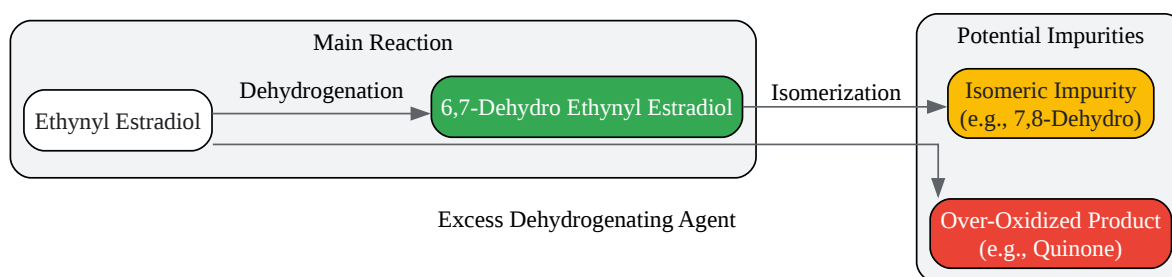 Main Reaction
Potential Impurities
Ethynyl Estradiol
Dehydrogenation
6,7-Dehydro Ethynyl Estradiol
Isomerization
Isomeric Impurity
(e.g., 7,8-Dehydro)
Excess Dehydrogenating Agent
Over-Oxidized Product
(e.g., Quinone)